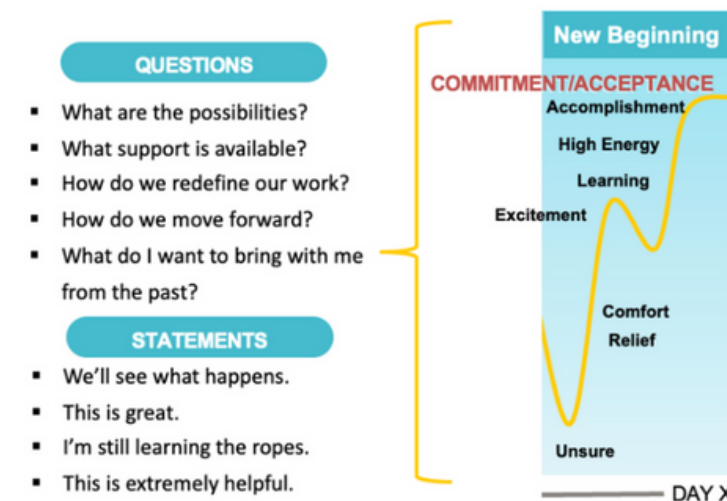 QUESTIONS
▪ What are the possibilities?
▪ What support is available?
▪ How do we redefine our work?
▪ How do we move forward?
▪ What do I want to bring with me
from the past?
STATEMENTS
▪ We'll see what happens.
▪ This is great.
▪ I'm still learning the ropes.
▪ This is extremely helpful.
New Beginning
COMMITMENT/ACCEPTANCE
Accomplishment
High Energy
Learning
Excitement
Comfort
Relief
Unsure
DAY X